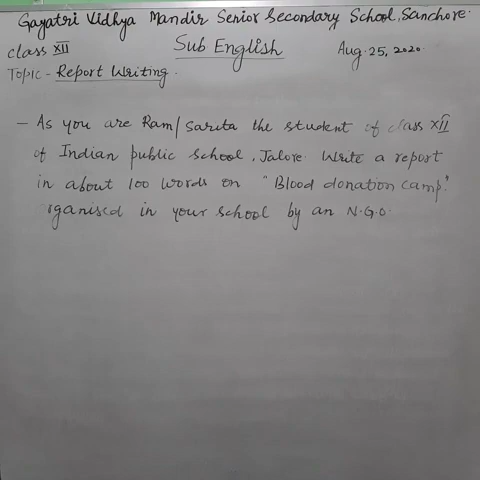 Gayatri Vidhya Mandir Senior Secondary School, Sanchore.
class XII Sub English Aug. 25, 2020.
Topic - Report Writing.
- As you are Ram/Sarita the student of class XII
of Indian public school, Jalore. Write a report
in about 100 words on "Blood donation camp."
rganised in your school by an N.G.O.